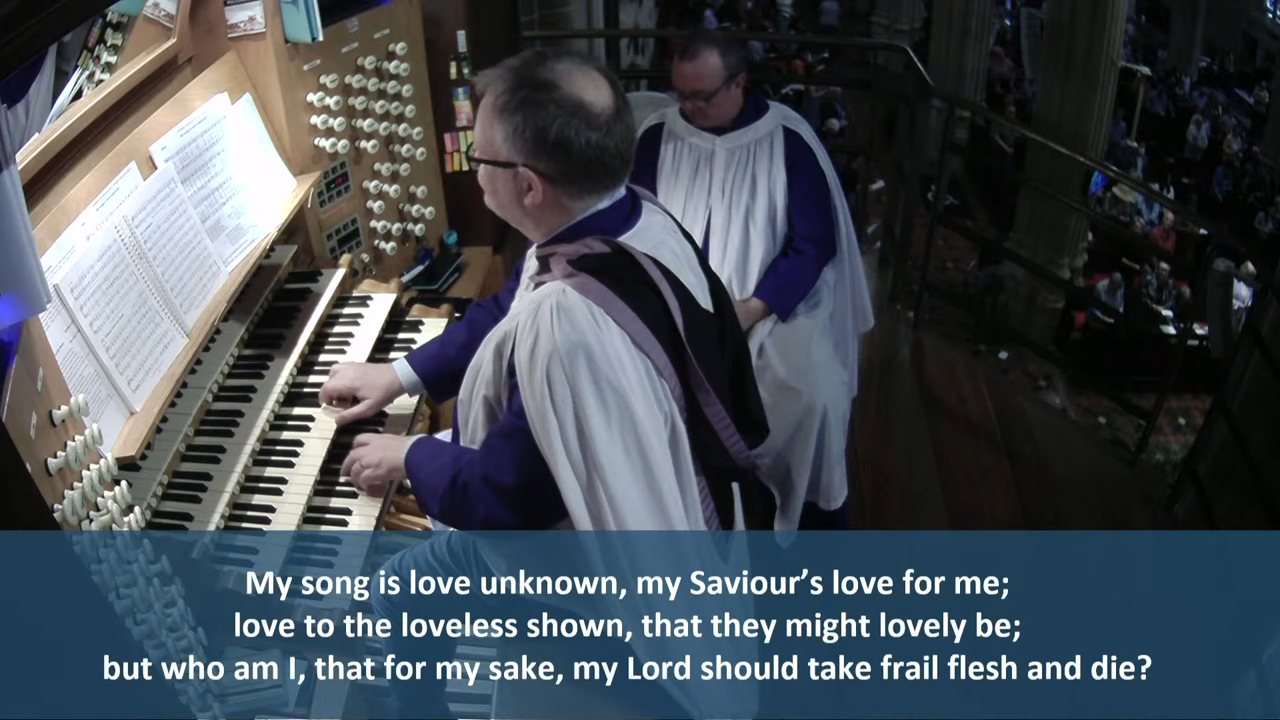 My song is love unknown, my Saviour’s love for me;
love to the loveless shown, that they might lovely be;
but who am I, that for my sake, my Lord should take frail flesh and die?